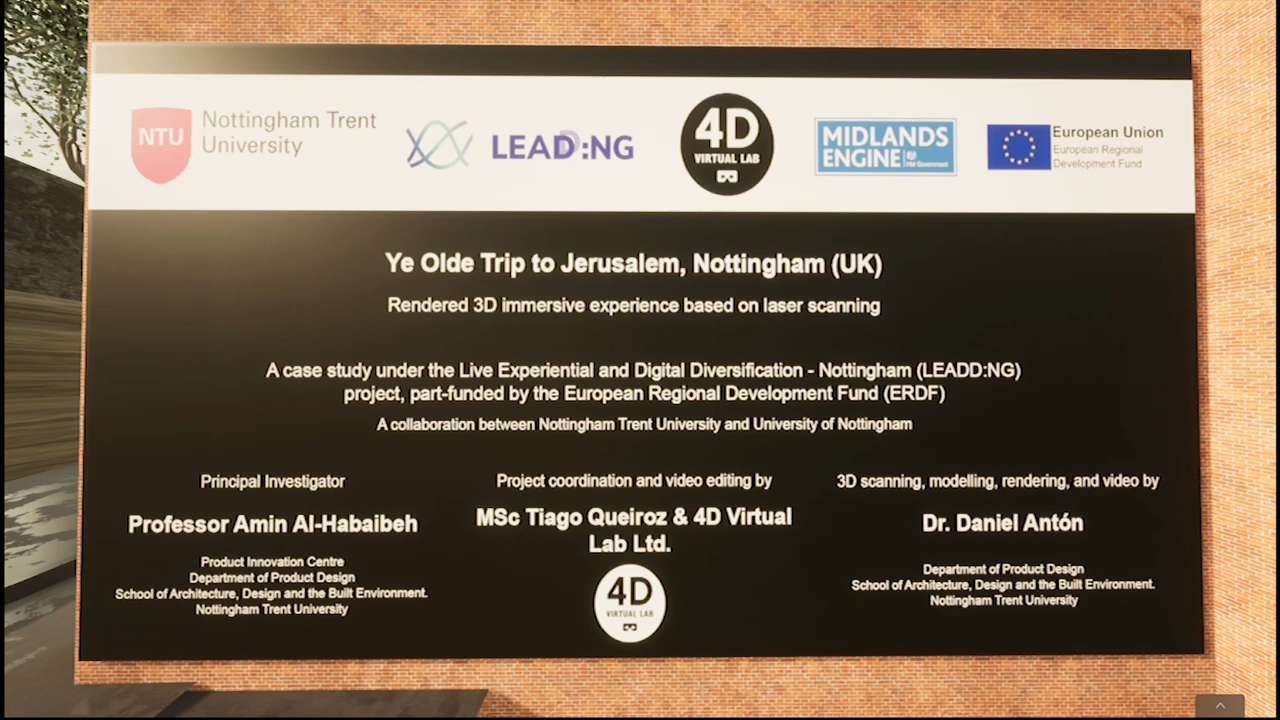 NTU
Nottingham Trent
University
LEADD:NG
4D
VIRTUAL LAB
MIDLANDS
ENGINE
HM Government
European Union
European Regional
Development Fund
Ye Olde Trip to Jerusalem, Nottingham (UK)
Rendered 3D immersive experience based on laser scanning
A case study under the Live Experiential and Digital Diversification - Nottingham (LEADD:NG)
project, part-funded by the European Regional Development Fund (ERDF)
A collaboration between Nottingham Trent University and University of Nottingham
Principal Investigator
Professor Amin Al-Habaibeh
Product Innovation Centre
Department of Product Design
School of Architecture, Design and the Built Environment.
Nottingham Trent University
Project coordination and video editing by
MSc Tiago Queiroz & 4D Virtual
Lab Ltd.
4D
VIRTUAL LAB
3D scanning, modelling, rendering, and video by
Dr. Daniel Antón
Department of Product Design
School of Architecture, Design and the Built Environment.
Nottingham Trent University